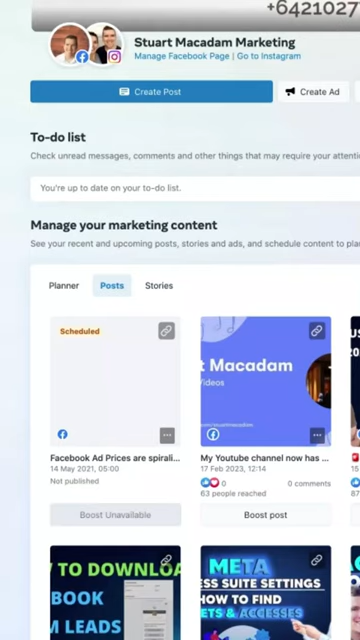 +6421027
Stuart Macadam Marketing
Manage Facebook Page | Go to Instagram
Create Post
Create Ad
To-do list
Check unread messages, comments and other things that may require your attenti
You're up to date on your to-do list.
Manage your marketing content
See your recent and upcoming posts, stories and ads, and schedule content to pla
Planner Posts Stories
Scheduled
t Macadam
Videos
Facebook Ad Prices are spirali...
14 May 2021, 05:00
Not published
Boost Unavailable
My Youtube channel now has ...
17 Feb 2023, 12:14
0 0 comments
63 people reached
Boost post
15
87
W TO DOWNLOA
BOOK
M LEADS
META
ESS SUITE SETTINGS
HOW TO FIND
ETS & ACCESSES